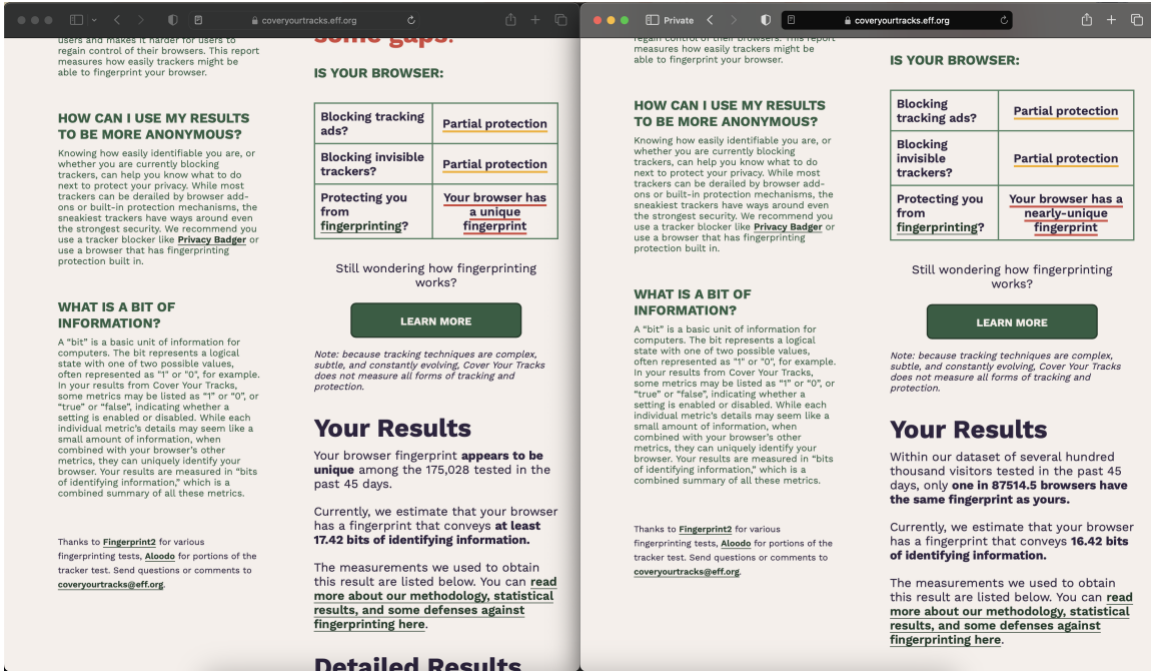 coveryourtracks.eff.org
users and makes it harder for users to
regain control of their browsers. This report
measures how easily trackers might be
able to fingerprint your browser.
HOW CAN I USE MY RESULTS
TO BE MORE ANONYMOUS?
Knowing how easily identifiable you are, or
whether you are currently blocking
trackers, can help you know what to do
next to protect your privacy. While most
trackers can be derailed by browser add-
ons or built-in protection mechanisms, the
sneakiest trackers have ways around even
the strongest security. We recommend you
use a tracker blocker like Privacy Badger or
use a browser that has fingerprinting
protection built in.
WHAT IS A BIT OF
INFORMATION?
A “bit” is a basic unit of information for
computers. The bit represents a logical
state with one of two possible values,
often represented as “1” or “0”, for example.
In your results from Cover Your Tracks,
some metrics may be listed as “1” or “0”, or
“true” or “false”, indicating whether a
setting is enabled or disabled. While each
individual metric’s details may seem like a
small amount of information, when
combined with your browser’s other
metrics, they can uniquely identify your
browser. Your results are measured in “bits
of identifying information,” which is a
combined summary of all these metrics.
Thanks to Fingerprint2 for various
fingerprinting tests, Aloodo for portions of the
tracker test. Send questions or comments to
coveryourtracks@eff.org.
some gaps.
IS YOUR BROWSER:
Blocking tracking
ads?
Partial protection
Blocking invisible
trackers?
Partial protection
Protecting you
from
fingerprinting?
Your browser has
a unique
fingerprint
Still wondering how fingerprinting
works?
LEARN MORE
Note: because tracking techniques are complex,
subtle, and constantly evolving, Cover Your Tracks
does not measure all forms of tracking and
protection.
Your Results
Your browser fingerprint appears to be
unique among the 175,028 tested in the
past 45 days.
Currently, we estimate that your browser
has a fingerprint that conveys at least
17.42 bits of identifying information.
The measurements we used to obtain
this result are listed below. You can read
more about our methodology, statistical
results, and some defenses against
fingerprinting here.
Detailed Results
Private
coveryourtracks.eff.org
regain control of their browsers. This report
measures how easily trackers might be
able to fingerprint your browser.
HOW CAN I USE MY RESULTS
TO BE MORE ANONYMOUS?
Knowing how easily identifiable you are, or
whether you are currently blocking
trackers, can help you know what to do
next to protect your privacy. While most
trackers can be derailed by browser add-
ons or built-in protection mechanisms, the
sneakiest trackers have ways around even
the strongest security. We recommend you
use a tracker blocker like Privacy Badger or
use a browser that has fingerprinting
protection built in.
WHAT IS A BIT OF
INFORMATION?
A “bit” is a basic unit of information for
computers. The bit represents a logical
state with one of two possible values,
often represented as “1” or “0”, for example.
In your results from Cover Your Tracks,
some metrics may be listed as “1” or “0”, or
“true” or “false”, indicating whether a
setting is enabled or disabled. While each
individual metric’s details may seem like a
small amount of information, when
combined with your browser’s other
metrics, they can uniquely identify your
browser. Your results are measured in “bits
of identifying information,” which is a
combined summary of all these metrics.
Thanks to Fingerprint2 for various
fingerprinting tests, Aloodo for portions of the
tracker test. Send questions or comments to
coveryourtracks@eff.org.
IS YOUR BROWSER:
Blocking
tracking ads?
Partial protection
Blocking
invisible
trackers?
Partial protection
Protecting you
from
fingerprinting?
Your browser has a
nearly-unique
fingerprint
Still wondering how fingerprinting
works?
LEARN MORE
Note: because tracking techniques are complex,
subtle, and constantly evolving, Cover Your Tracks
does not measure all forms of tracking and
protection.
Your Results
Within our dataset of several hundred
thousand visitors tested in the past 45
days, only one in 87514.5 browsers have
the same fingerprint as yours.
Currently, we estimate that your browser
has a fingerprint that conveys 16.42 bits
of identifying information.
The measurements we used to obtain
this result are listed below. You can read
more about our methodology, statistical
results, and some defenses against
fingerprinting here.